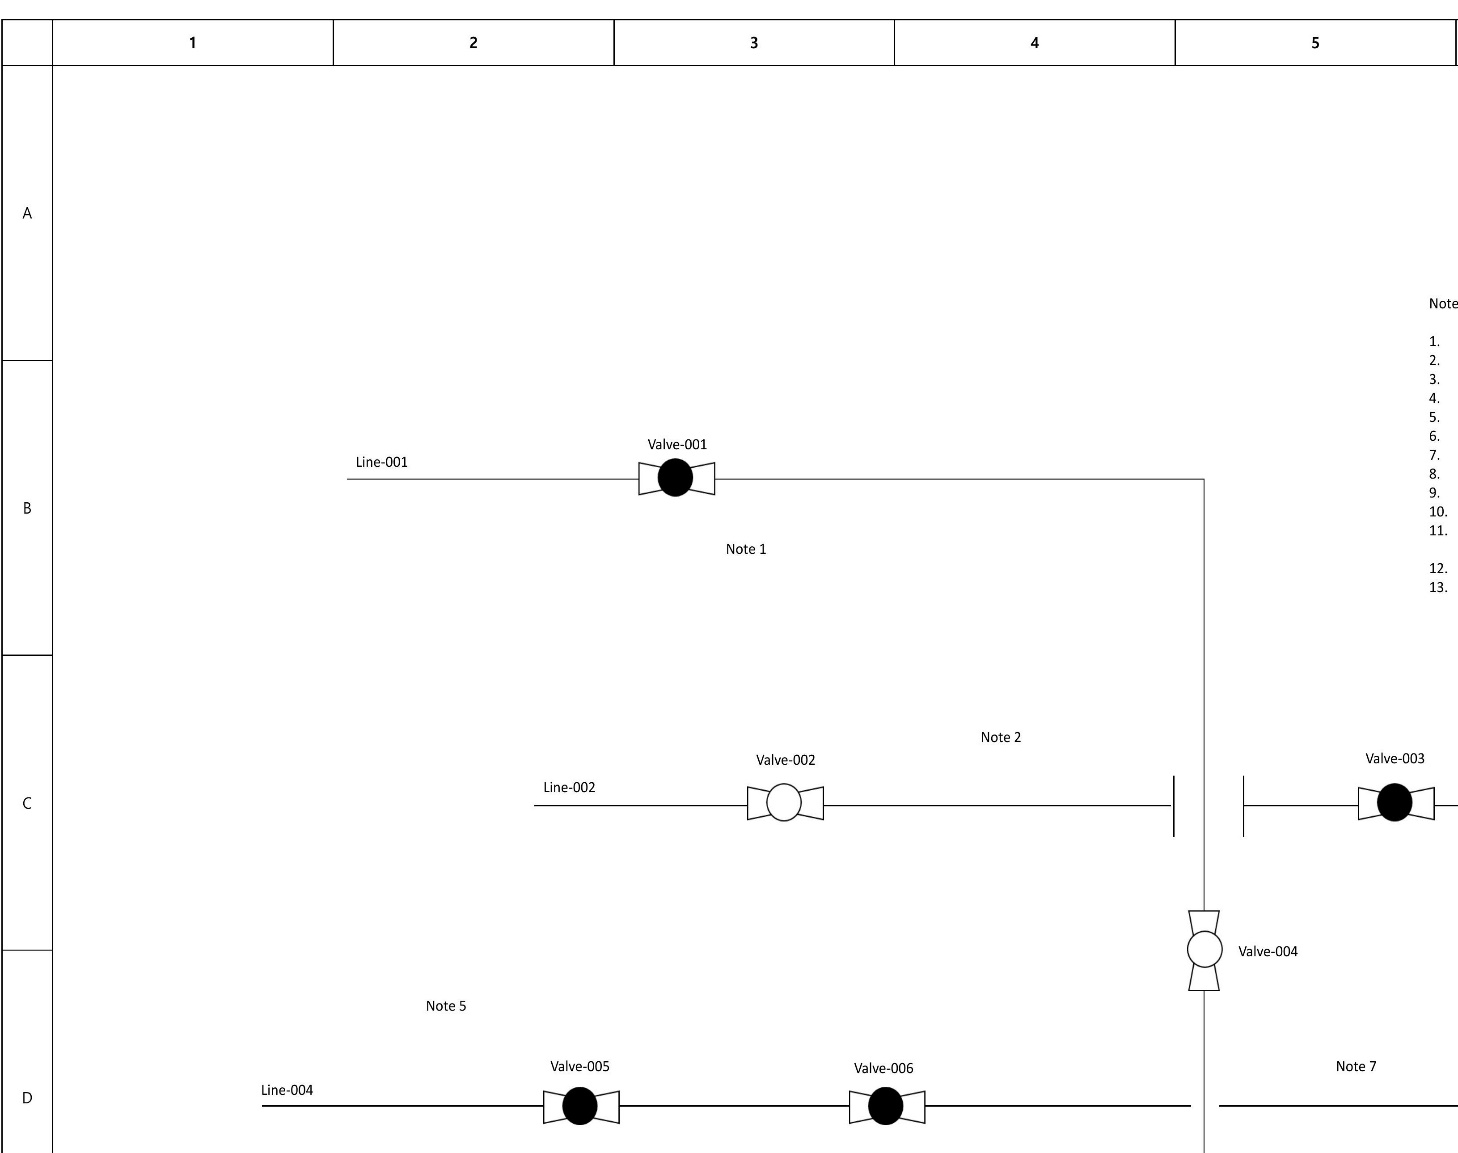 1 2 3 4 5
A
Note
1.
2.
3.
4.
5.
6.
7.
8.
9.
10.
11.
12.
13.
B
Valve-001
Line-001
Note 1
C
Note 2
Valve-002
Valve-003
Line-002
Valve-004
D
Note 5
Valve-005
Valve-006
Note 7
Line-004